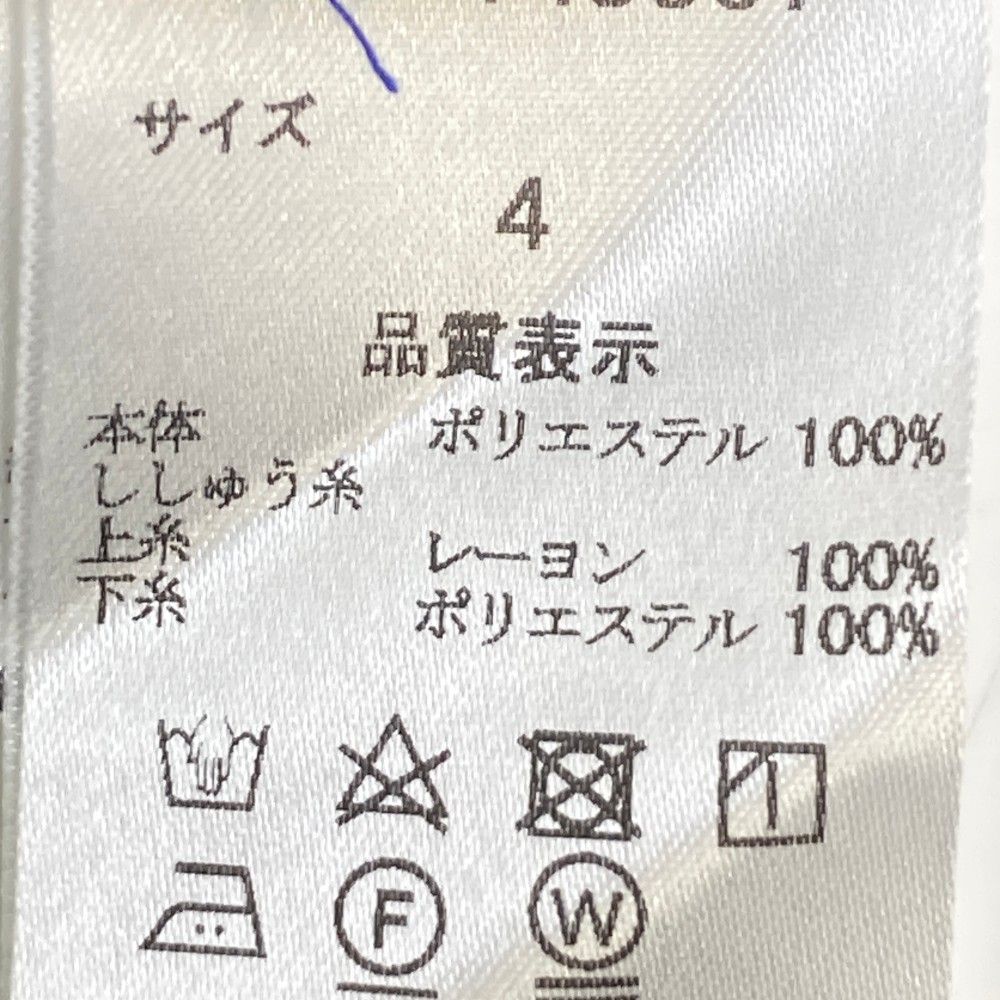 サイズ
4
品質表示
本体 ポリエステル 100%
ししゅう糸
上糸 レーヨン 100%
下糸 ポリエステル 100%
F W